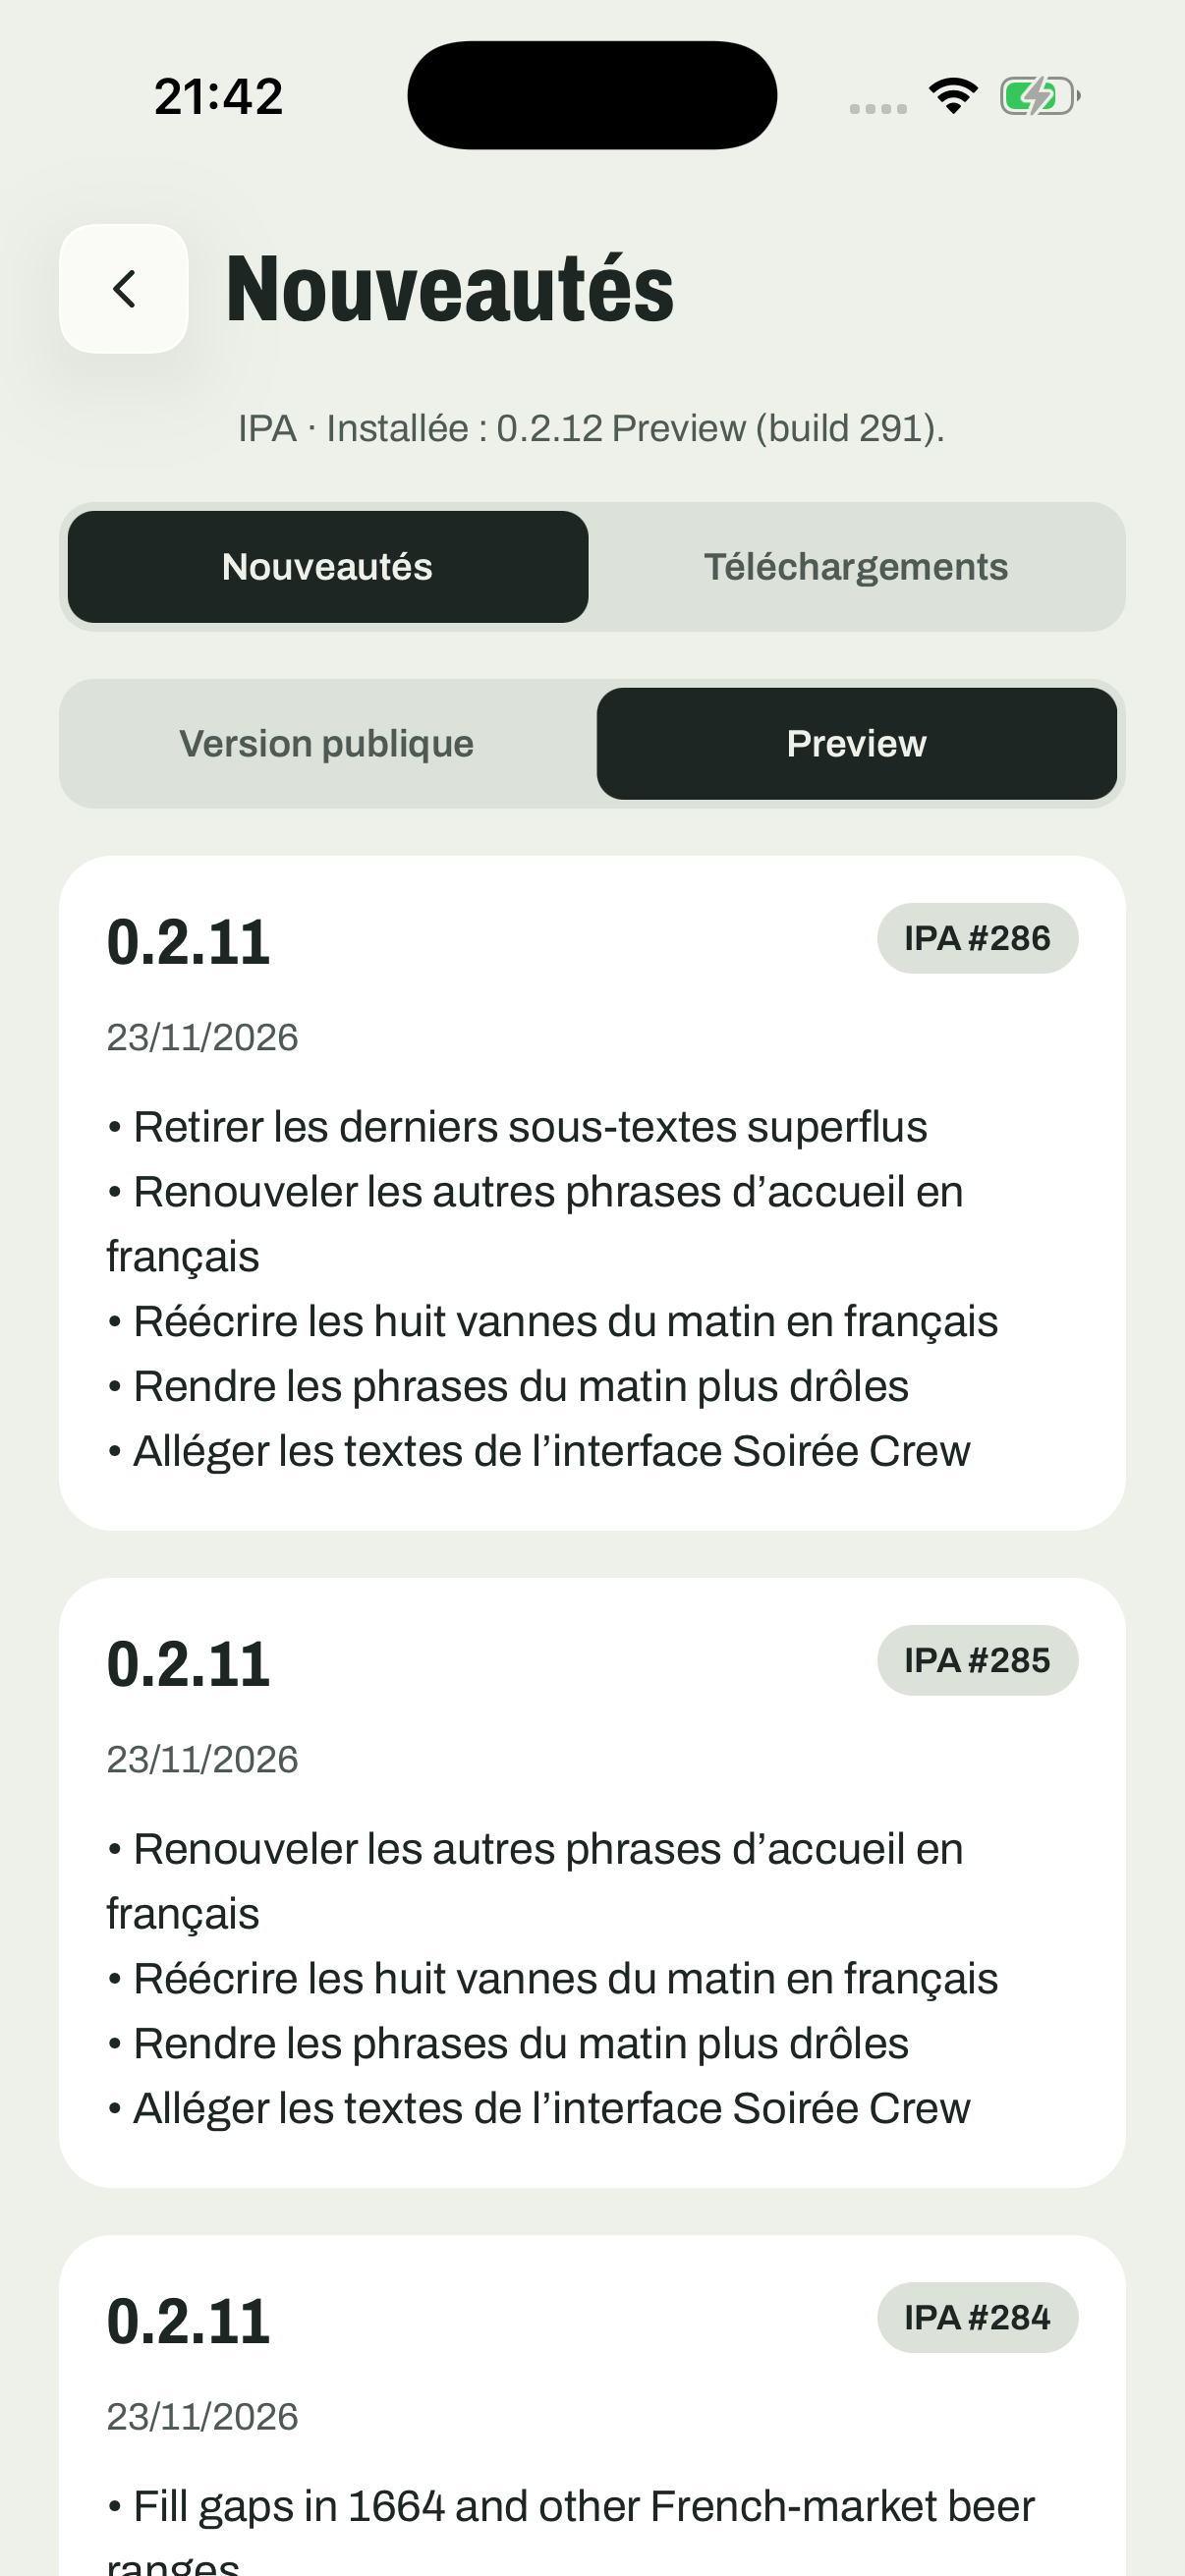 21:42
Nouveautés
IPA · Installée : 0.2.12 Preview (build 291).
Nouveautés
Téléchargements
Version publique
Preview
0.2.11
IPA #286
23/11/2026
• Retirer les derniers sous-textes superflus
• Renouveler les autres phrases d’accueil en
français
• Réécrire les huit vannes du matin en français
• Rendre les phrases du matin plus drôles
• Alléger les textes de l’interface Soirée Crew
0.2.11
IPA #285
23/11/2026
• Renouveler les autres phrases d’accueil en
français
• Réécrire les huit vannes du matin en français
• Rendre les phrases du matin plus drôles
• Alléger les textes de l’interface Soirée Crew
0.2.11
IPA #284
23/11/2026
• Fill gaps in 1664 and other French-market beer
ranges